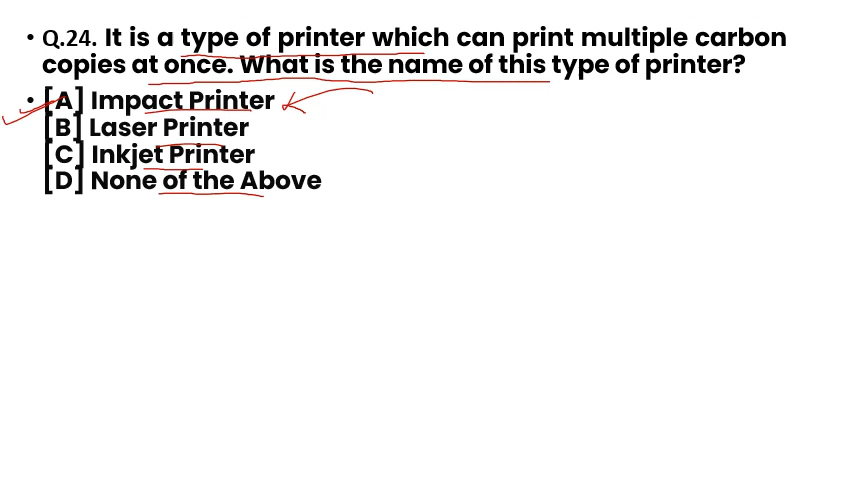 • Q.24. It is a type of printer which can print multiple carbon
copies at once. What is the name of this type of printer?
• [A] Impact Printer
[B] Laser Printer
[C] Inkjet Printer
[D] None of the Above